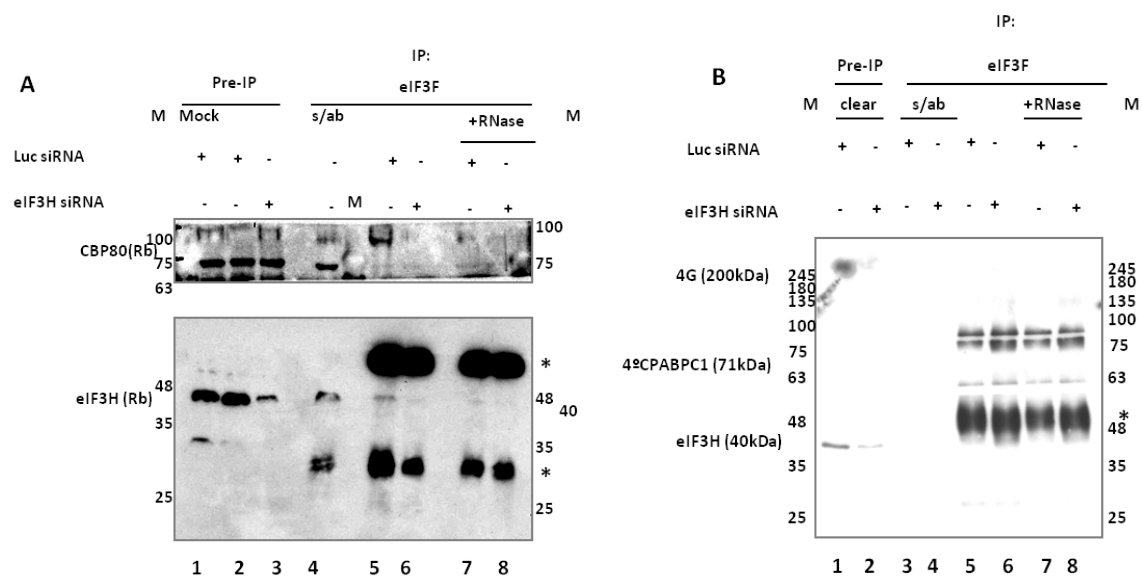 A
IP:
Pre-IP
eIF3F
M Mock s/ab +RNase M
Luc siRNA + + - - + - + -
eIF3H siRNA - - + - M - + - +
CBP80(Rb)
100
75
63
100
75
eIF3H (Rb)
48
35
25
*
48
40
35
*
25
1 2 3 4 5 6 7 8
B
IP:
Pre-IP
eIF3F
M clear s/ab +RNase M
Luc siRNA + - + - + - + -
eIF3H siRNA - + - + - + - +
4G (200kDa)
4ºCPABPC1 (71kDa)
eIF3H (40kDa)
245
180
135
100
75
63
48
35
25
245
180
135
100
75
63
*
48
35
25
1 2 3 4 5 6 7 8